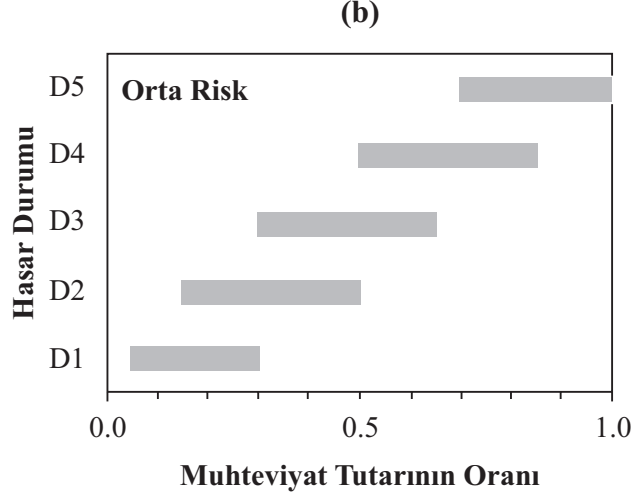 (b)
Orta Risk
Hasar Durumu
D5
D4
D3
D2
D1
0.0 0.5 1.0
Muhteviyat Tutarının Oranı